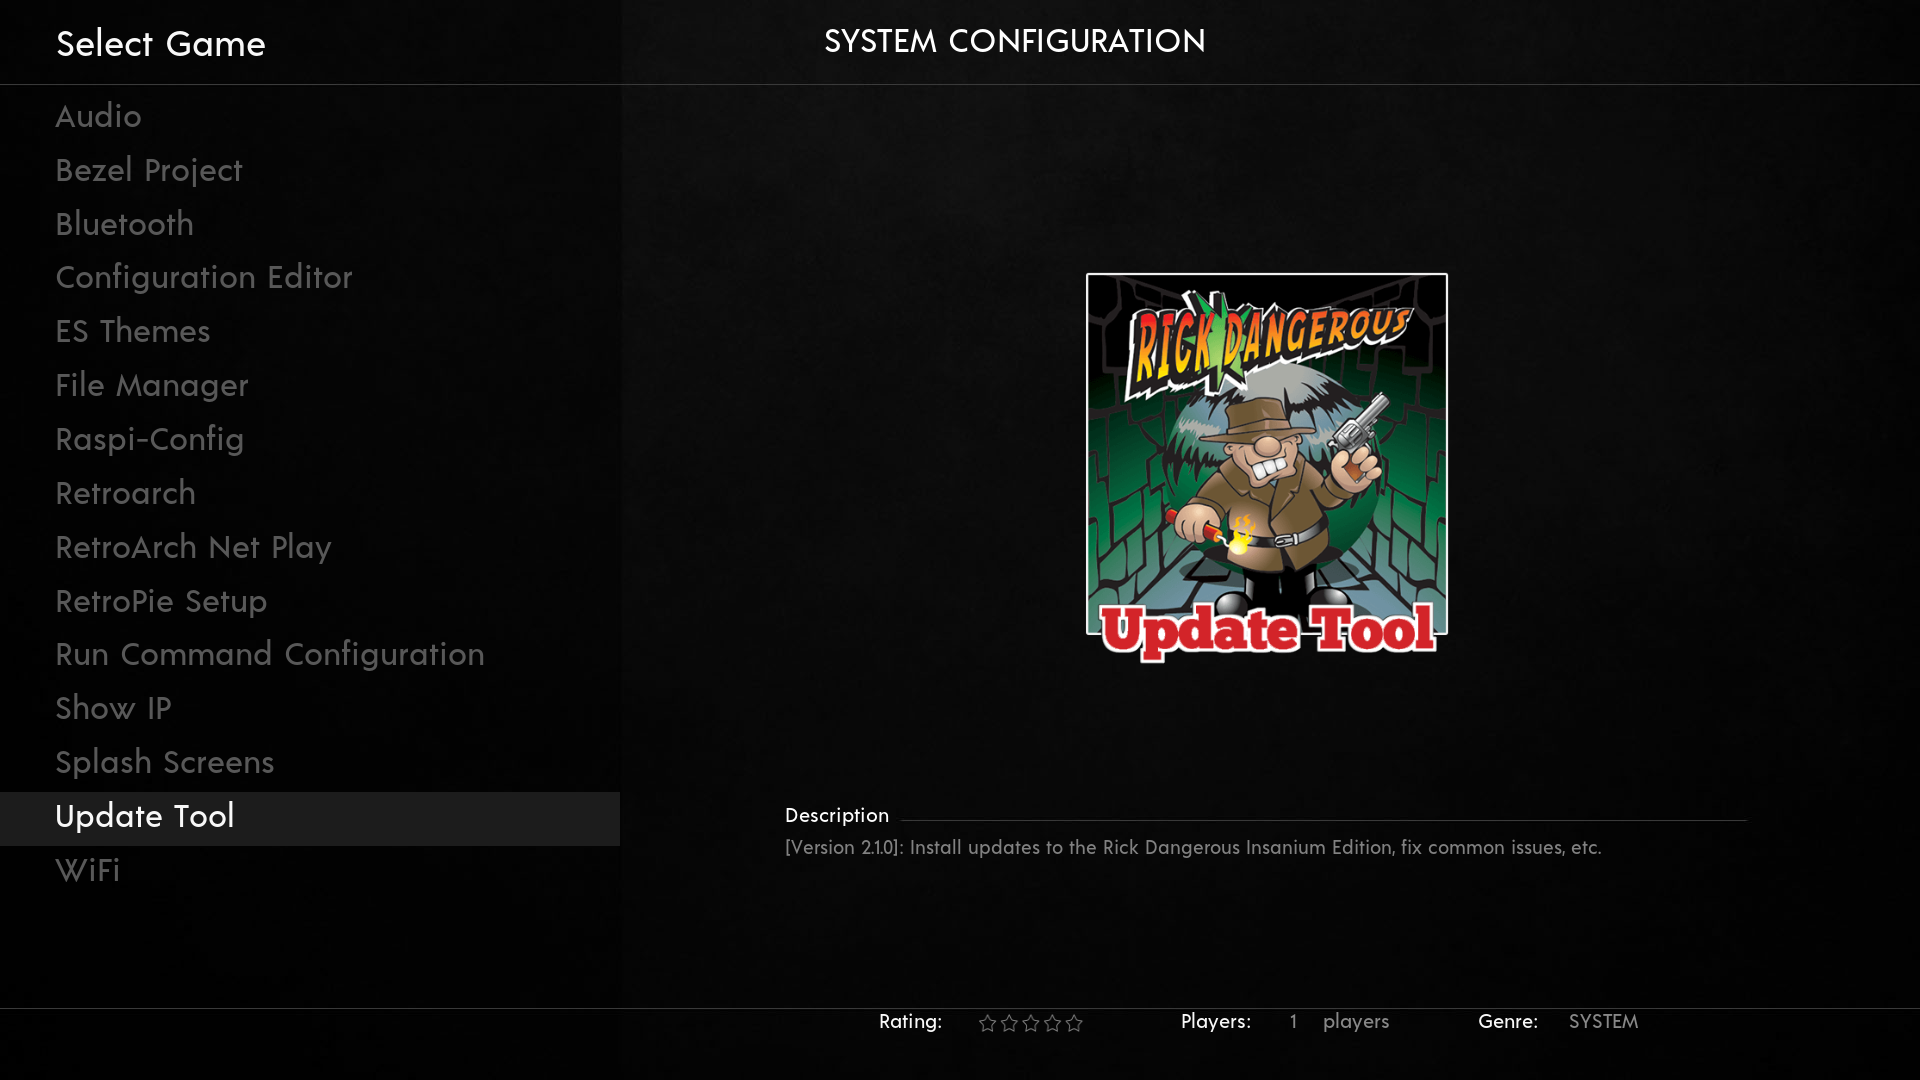 Select Game
SYSTEM CONFIGURATION
Audio
Bezel Project
Bluetooth
Configuration Editor
ES Themes
File Manager
Raspi-Config
Retroarch
RetroArch Net Play
RetroPie Setup
Run Command Configuration
Show IP
Splash Screens
Update Tool
WiFi
RICK DANGEROUS
Update Tool
Description
[Version 2.1.0]: Install updates to the Rick Dangerous Insanium Edition, fix common issues, etc.
Rating: Players: 1 players Genre: SYSTEM